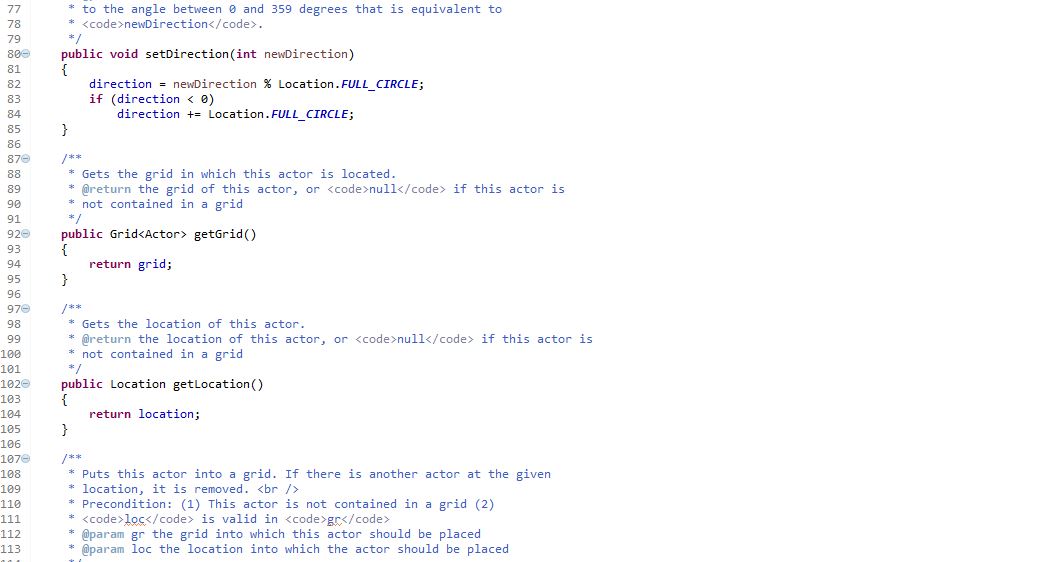 77 * to the angle between 0 and 359 degrees that is equivalent to
78 * <code>newDirection</code>.
79 */
80 public void setDirection(int newDirection)
81 {
82 direction = newDirection % Location.FULL_CIRCLE;
83 if (direction < 0)
84 direction += Location.FULL_CIRCLE;
85 }
86
87 /**
88 * Gets the grid in which this actor is located.
89 * @return the grid of this actor, or <code>null</code> if this actor is
90 * not contained in a grid
91 */
92 public Grid<Actor> getGrid()
93 {
94 return grid;
95 }
96
97 /**
98 * Gets the location of this actor.
99 * @return the location of this actor, or <code>null</code> if this actor is
100 * not contained in a grid
101 */
102 public Location getLocation()
103 {
104 return location;
105 }
106
107 /**
108 * Puts this actor into a grid. If there is another actor at the given
109 * location, it is removed. <br />
110 * Precondition: (1) This actor is not contained in a grid (2)
111 * <code>loc</code> is valid in <code>gr</code>
112 * @param gr the grid into which this actor should be placed
113 * @param loc the location into which the actor should be placed